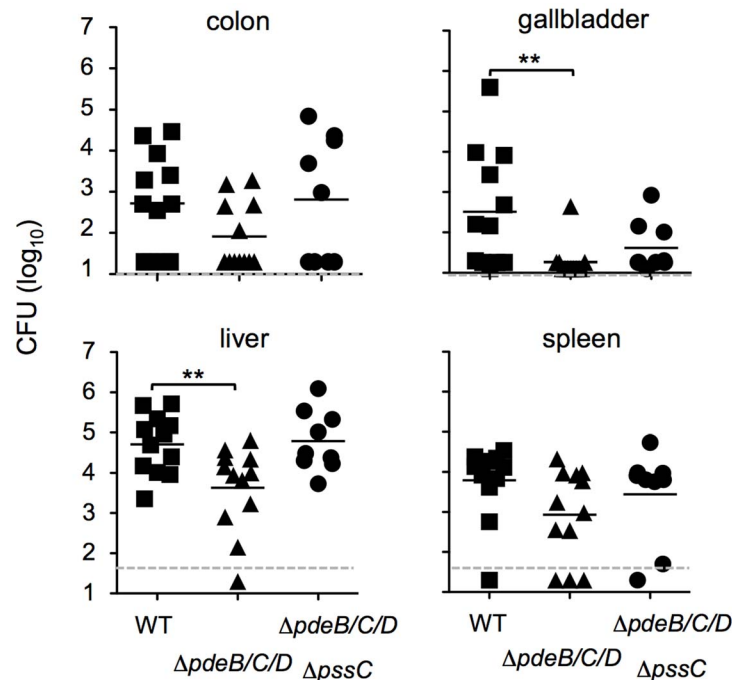 colon
gallbladder
7
6
5
4
3
2
1
**
CFU (log10)
liver
spleen
7
6
5
4
3
2
1
**
WT
ΔpdeB/C/D
ΔpdeB/C/D
ΔpssC
WT
ΔpdeB/C/D
ΔpdeB/C/D
ΔpssC